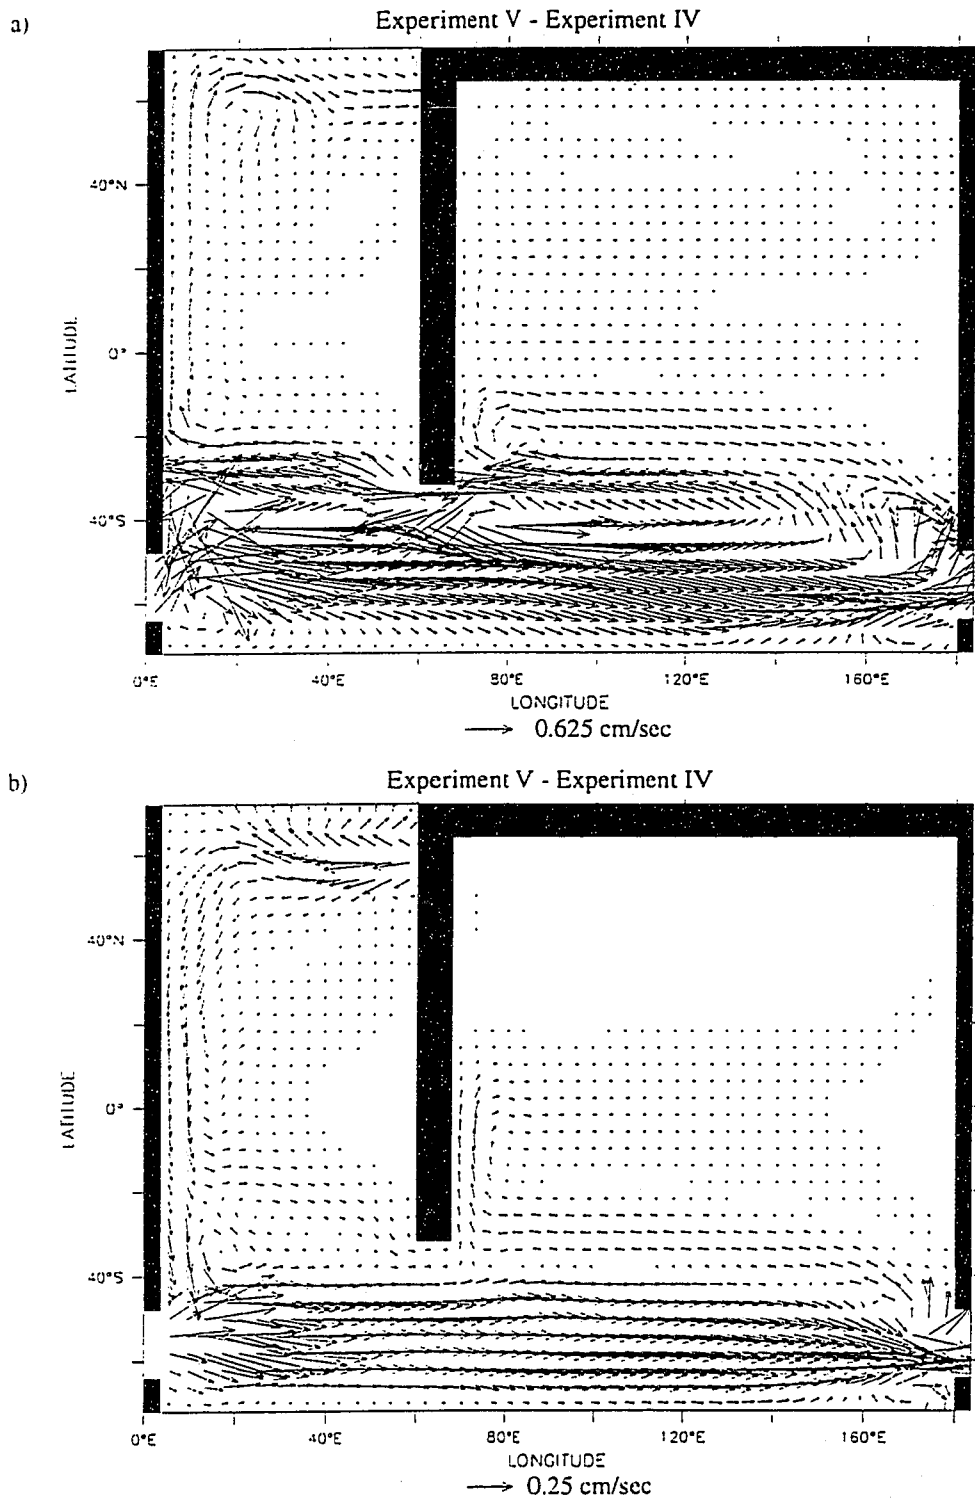 a)
Experiment V - Experiment IV
40°N
0°
40°S
LATITUDE
0°E
40°E
80°E
120°E
160°E
LONGITUDE
0.625 cm/sec
b)
Experiment V - Experiment IV
40°N
0°
40°S
LATITUDE
0°E
40°E
80°E
120°E
160°E
LONGITUDE
0.25 cm/sec